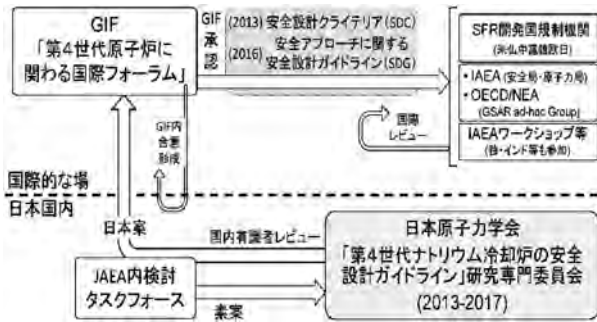 GIF
「第4世代原子炉に
関わる国際フォーラム」
GIF
承認
(2013) 安全設計クライテリア(SDC)
(2016) 安全アプローチに関する
安全設計ガイドライン(SDG)
SFR開発国規制機関
(米仏中露韓欧日)
• IAEA (安全局・原子力局)
• OECD/NEA
(GSAR ad-hoc Group)
IAEAワークショップ等
(独・インド等も参加)
国際
レビュー
GIF内
合意
形成
国際的な場
日本国内
日本案
国内有識者レビュー
JAEA内検討
タスクフォース
素案
日本原子力学会
「第4世代ナトリウム冷却炉の安全
設計ガイドライン」研究専門委員会
(2013-2017)